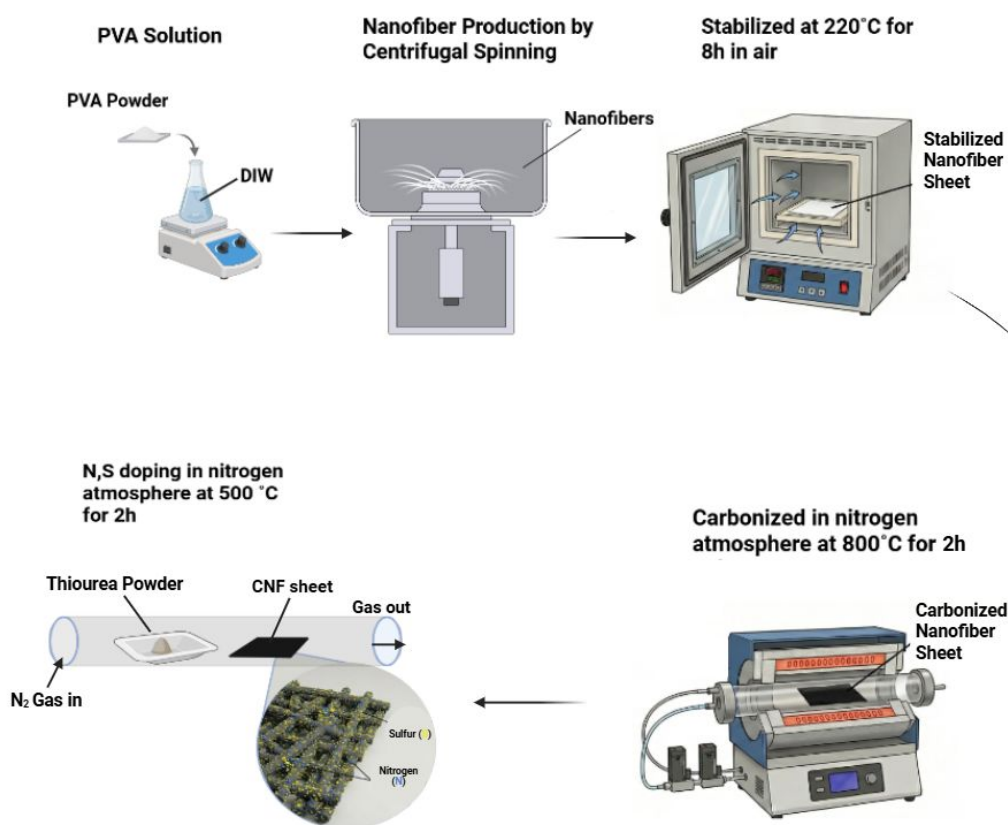 PVA Solution
PVA Powder
DIW
Nanofiber Production by
Centrifugal Spinning
Nanofibers
Stabilized at 220°C for
8h in air
Stabilized
Nanofiber
Sheet
N,S doping in nitrogen
atmosphere at 500 °C
for 2h
Thiourea Powder
CNF sheet
Gas out
N₂ Gas in
Sulfur (S)
Nitrogen
(N)
Carbonized in nitrogen
atmosphere at 800°C for 2h
Carbonized
Nanofiber
Sheet